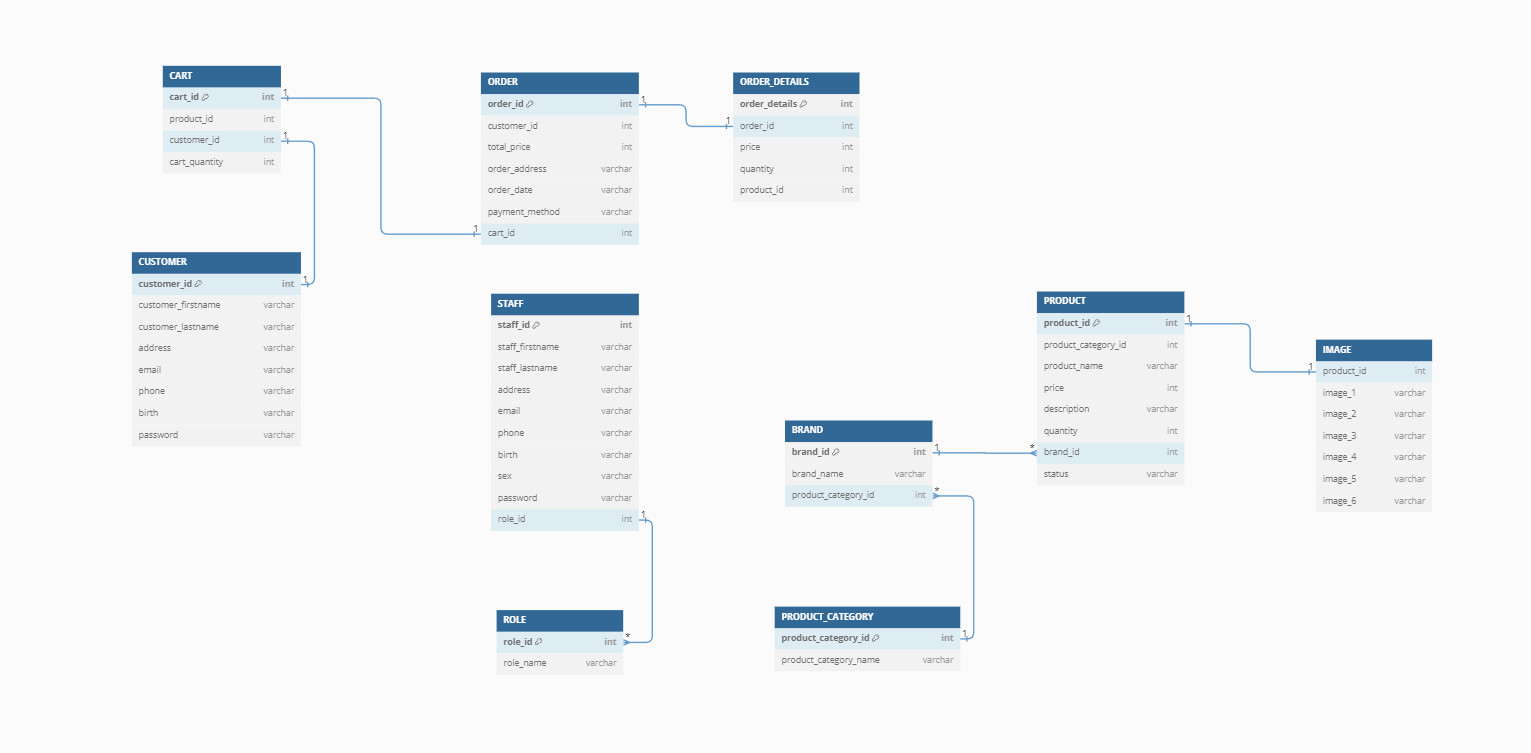 CART
cart_id int
product_id int
customer_id int
cart_quantity int
1
1
ORDER
order_id int
customer_id int
total_price int
order_address varchar
order_date varchar
payment_method varchar
cart_id int
1
1
ORDER_DETAILS
order_details int
order_id int
price int
quantity int
product_id int
1
CUSTOMER
customer_id int
customer_firstname varchar
customer_lastname varchar
address varchar
email varchar
phone varchar
birth varchar
password varchar
1
STAFF
staff_id int
staff_firstname varchar
staff_lastname varchar
address varchar
email varchar
phone varchar
birth varchar
sex varchar
password varchar
role_id int
1
PRODUCT
product_id int
product_category_id int
product_name varchar
price int
description varchar
quantity int
brand_id int
status varchar
1
*
IMAGE
product_id int
image_1 varchar
image_2 varchar
image_3 varchar
image_4 varchar
image_5 varchar
image_6 varchar
1
BRAND
brand_id int
brand_name varchar
product_category_id int
1
*
ROLE
role_id int
role_name varchar
*
PRODUCT_CATEGORY
product_category_id int
product_category_name varchar
1